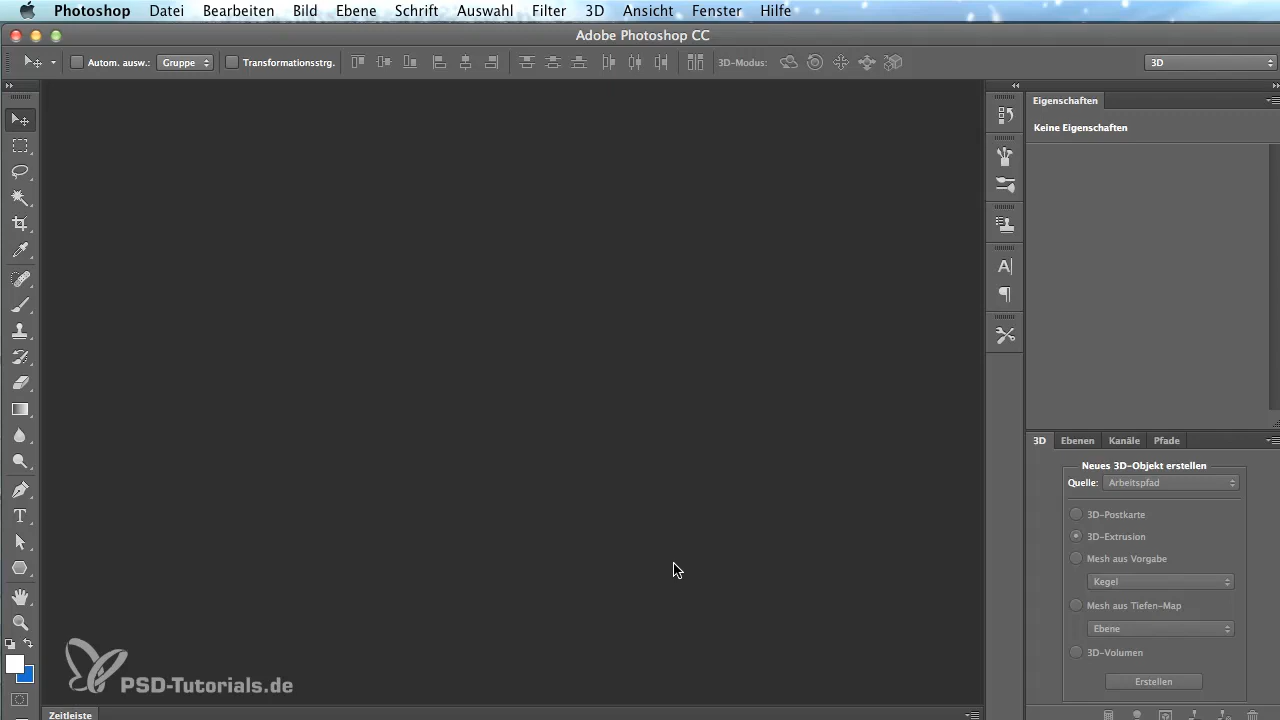 Photoshop Datei Bearbeiten Bild Ebene Schrift Auswahl Filter 3D Ansicht Fenster Hilfe
Adobe Photoshop CC
Autom. ausw.: Gruppe Transformationsstrg. 3D-Modus: 3D
Eigenschaften
Keine Eigenschaften
3D Ebenen Kanäle Pfade
Neues 3D-Objekt erstellen
Quelle: Arbeitspfad
3D-Postkarte
3D-Extrusion
Mesh aus Vorgabe
Kegel
Mesh aus Tiefen-Map
Ebene
3D-Volumen
Erstellen
PSD-Tutorials.de
Zeitleiste